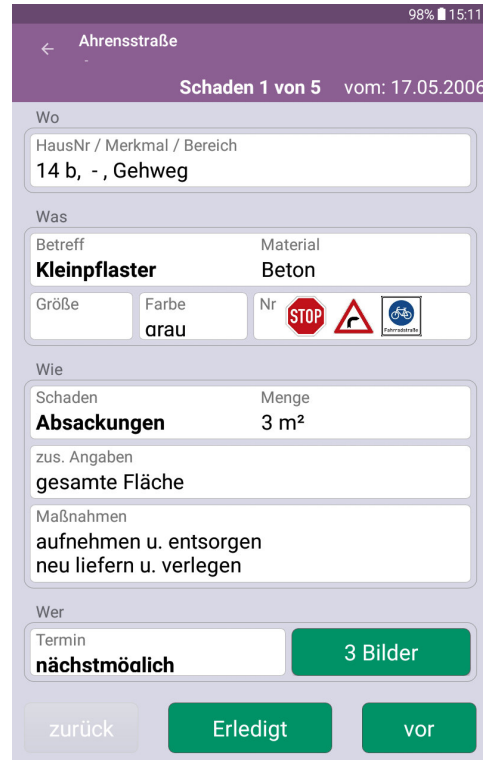 98% 15:11
Ahrensstraße
-
Schaden 1 von 5 vom: 17.05.2006
Wo
HausNr / Merkmal / Bereich
14 b, - , Gehweg
Was
Betreff Material
Kleinpflaster Beton
Größe Farbe Nr
grau STOP Fahrradstraße
Wie
Schaden Menge
Absackungen 3 m²
zus. Angaben
gesamte Fläche
Maßnahmen
aufnehmen u. entsorgen
neu liefern u. verlegen
Wer
Termin
nächstmöglich 3 Bilder
zurück Erledigt vor